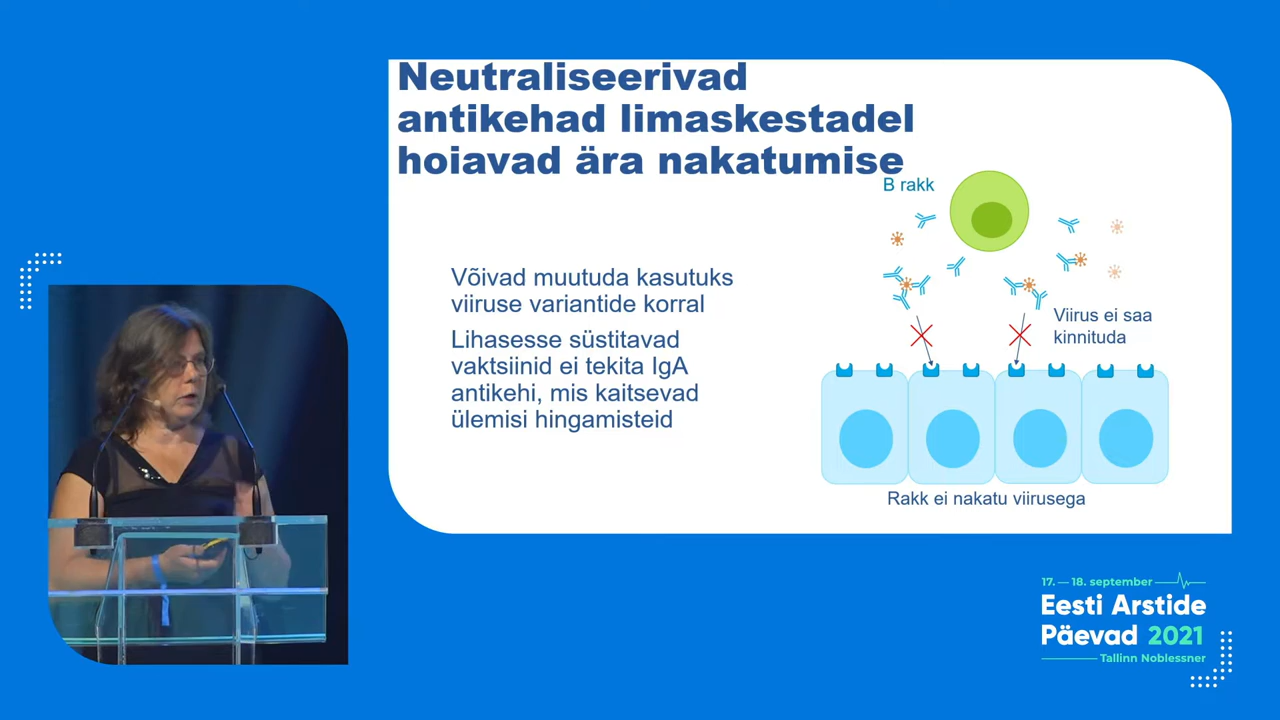 Neutraliseerivad
antikehad limaskestadel
hoiavad ära nakatumise
B rakk
Võivad muutuda kasutuks
viiruse variantide korral
Lihasesse süstitavad
vaktsiinid ei tekita IgA
antikehi, mis kaitsevad
ülemisi hingamisteid
Viirus ei saa
kinnituda
Rakk ei nakatu viirusega
17. — 18. september
Eesti Arstide
Päevad 2021
Tallinn Noblessner